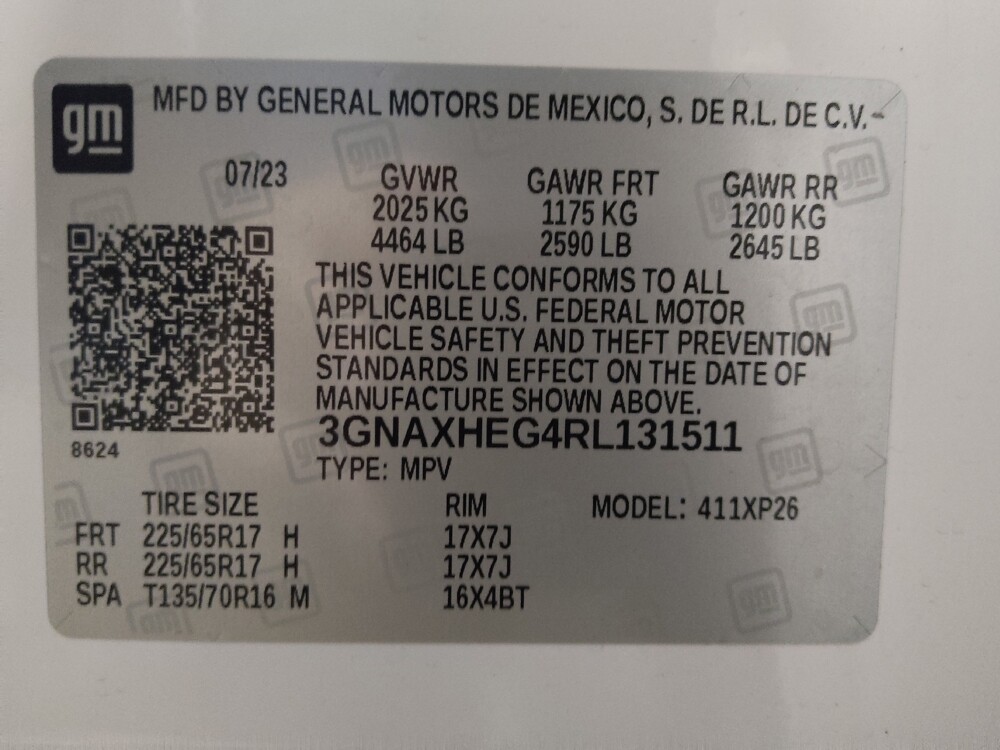 gm
MFD BY GENERAL MOTORS DE MEXICO, S. DE R.L. DE C.V.
07/23 GVWR GAWR FRT GAWR RR
2025 KG 1175 KG 1200 KG
4464 LB 2590 LB 2645 LB
THIS VEHICLE CONFORMS TO ALL
APPLICABLE U.S. FEDERAL MOTOR
VEHICLE SAFETY AND THEFT PREVENTION
STANDARDS IN EFFECT ON THE DATE OF
MANUFACTURE SHOWN ABOVE.
3GNAXHEG4RL131511
8624
TYPE: MPV
TIRE SIZE RIM MODEL: 411XP26
FRT 225/65R17 H 17X7J
RR 225/65R17 H 17X7J
SPA T135/70R16 M 16X4BT